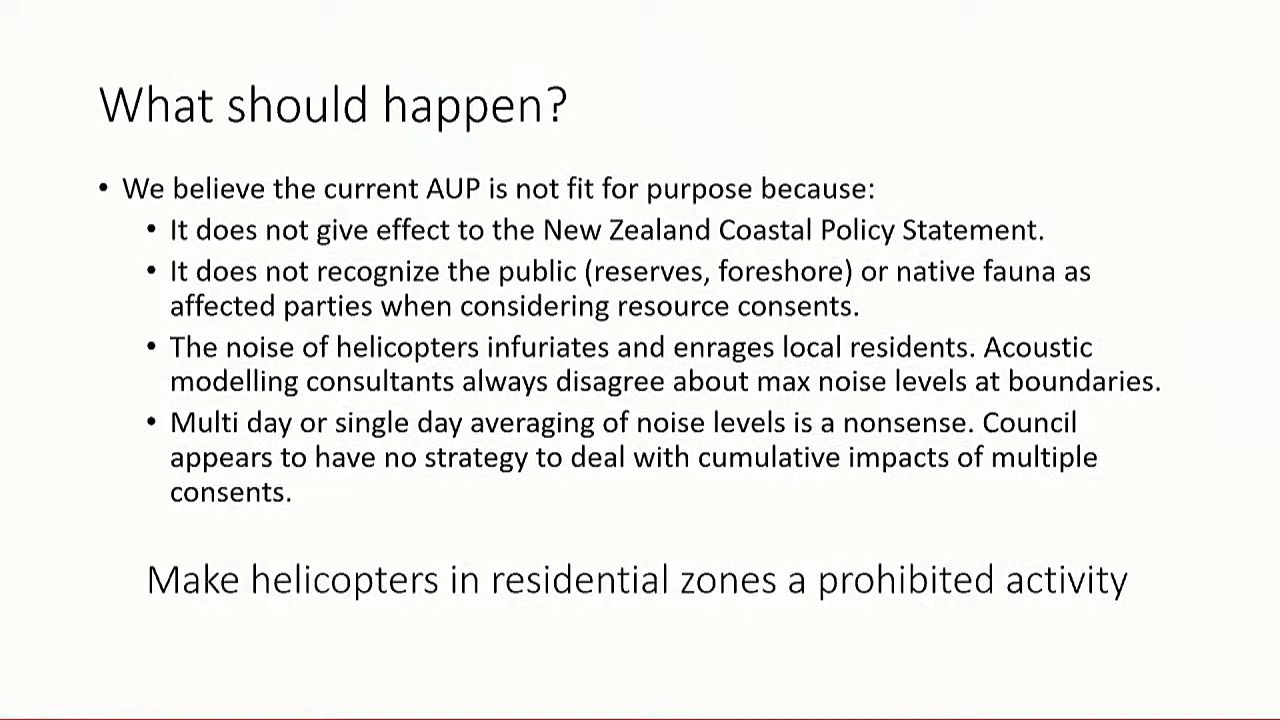 What should happen?
• We believe the current AUP is not fit for purpose because:
• It does not give effect to the New Zealand Coastal Policy Statement.
• It does not recognize the public (reserves, foreshore) or native fauna as
affected parties when considering resource consents.
• The noise of helicopters infuriates and enrages local residents. Acoustic
modelling consultants always disagree about max noise levels at boundaries.
• Multi day or single day averaging of noise levels is a nonsense. Council
appears to have no strategy to deal with cumulative impacts of multiple
consents.
Make helicopters in residential zones a prohibited activity